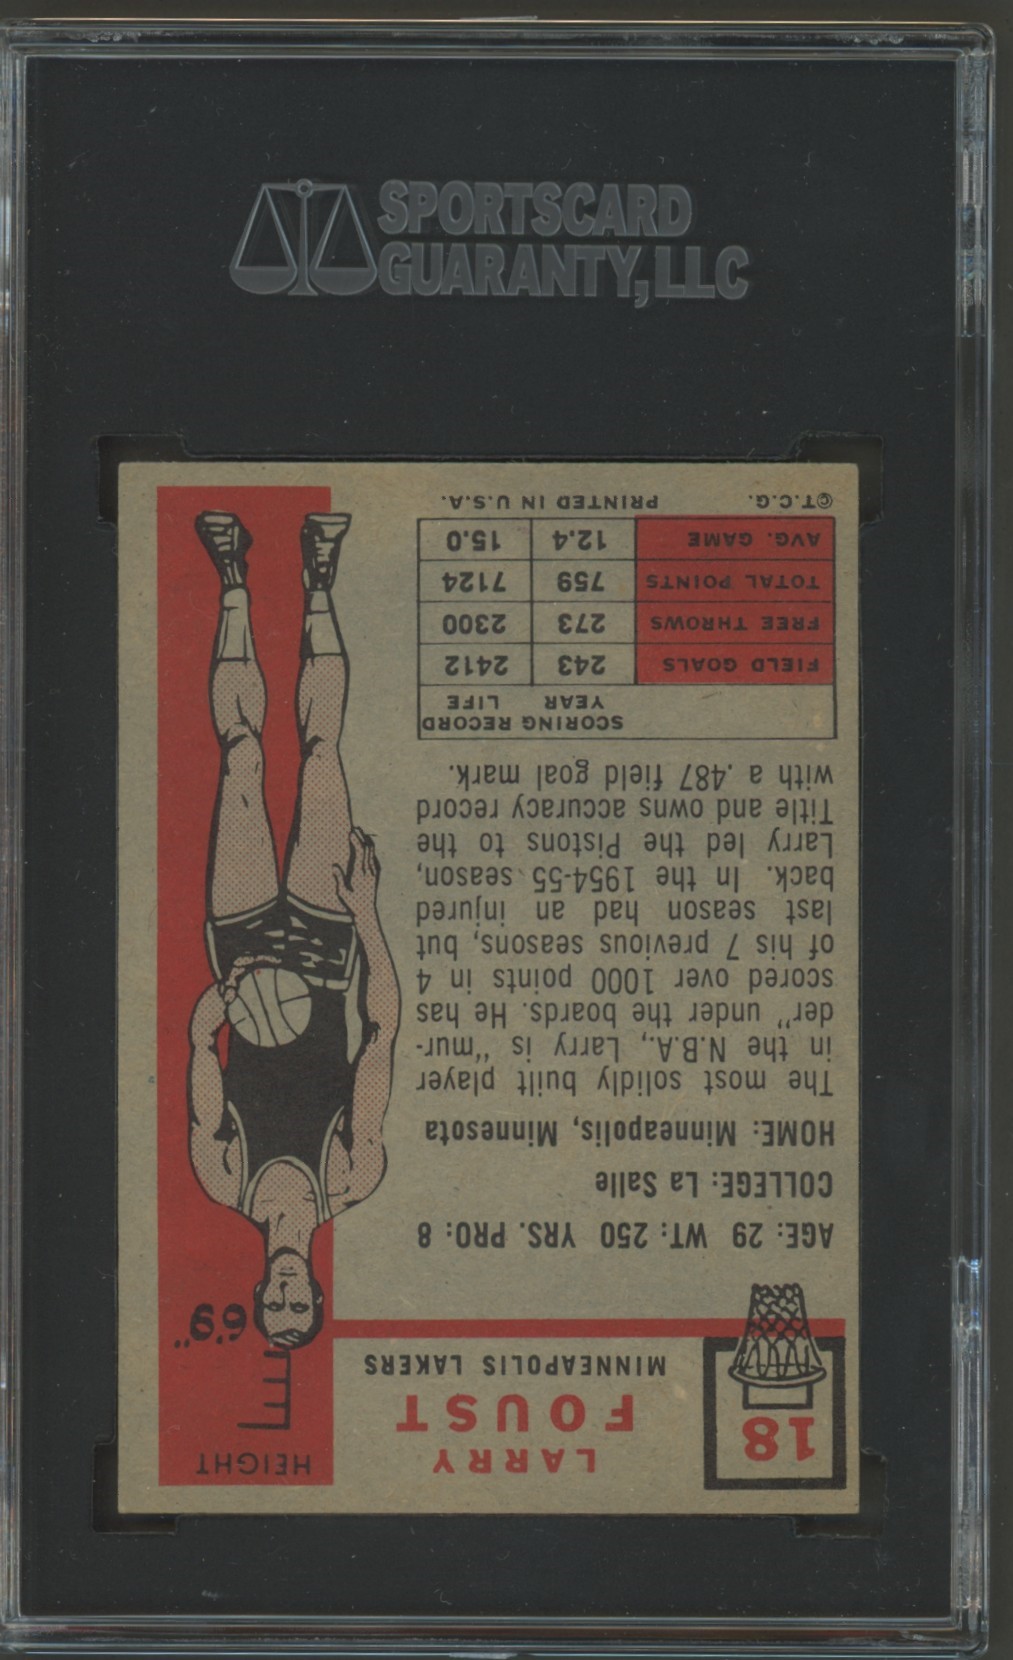 SPORTSCARD
GUARANTY, LLC
18
LARRY
FOUST
MINNEAPOLIS LAKERS
HEIGHT
6'9"
AGE: 29 WT: 250 YRS. PRO: 8
COLLEGE: La Salle
HOME: Minneapolis, Minnesota
The most solidly built player
in the N.B.A., Larry is "mur-
der" under the boards. He has
scored over 1000 points in 4
of his 7 previous seasons, but
last season had an injured
back. In the 1954-55 season,
Larry led the Pistons to the
Title and owns accuracy record
with a .487 field goal mark.
SCORING RECORD
YEAR LIFE
FIELD GOALS 243 2412
FREE THROWS 273 2300
TOTAL POINTS 759 7124
AVG. GAME 12.4 15.0
©T.C.G. PRINTED IN U.S.A.